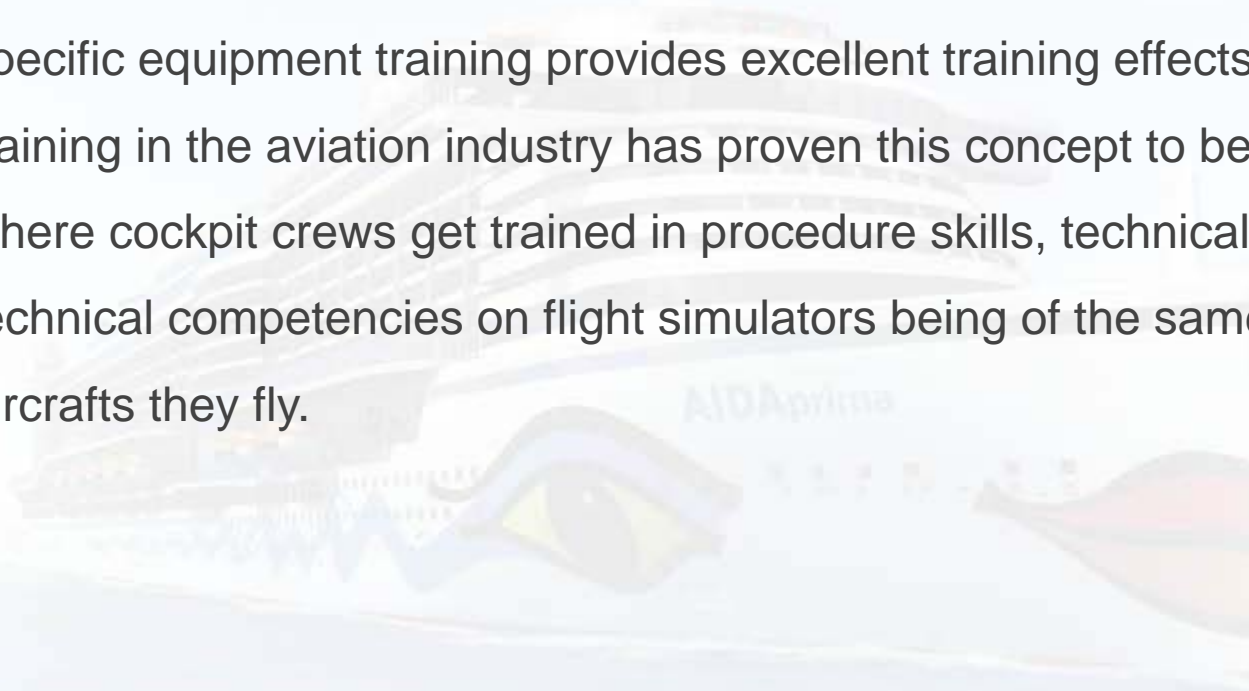 pecific equipment training provides excellent training effects
aining in the aviation industry has proven this concept to be
here cockpit crews get trained in procedure skills, technical
echnical competencies on flight simulators being of the same
rcrafts they fly.
AIDAprima